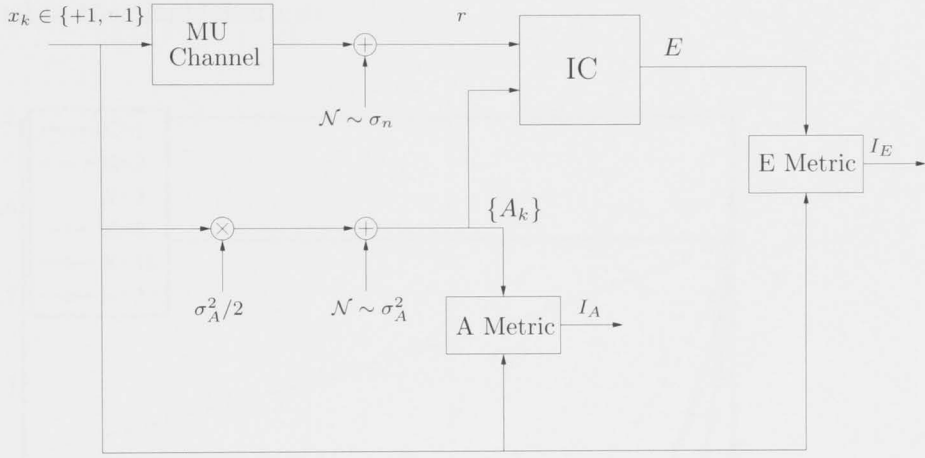 x_k ∈ {+1, −1}
MU
Channel
r
IC
E
𝒩 ∼ σ_n
E Metric
I_E
{A_k}
σ_A^2/2
𝒩 ∼ σ_A^2
A Metric
I_A